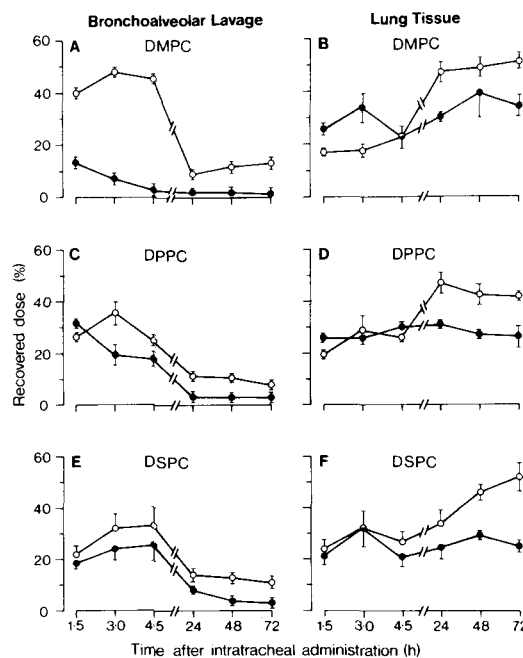 Bronchoalveolar Lavage
Lung Tissue
A
DMPC
B
DMPC
60
40
20
0
C
DPPC
D
DPPC
60
40
20
0
E
DSPC
F
DSPC
60
40
20
0
Recovered dose (%)
1·5 3·0 4·5 24 48 72
1·5 3·0 4·5 24 48 72
Time after intratracheal administration (h)